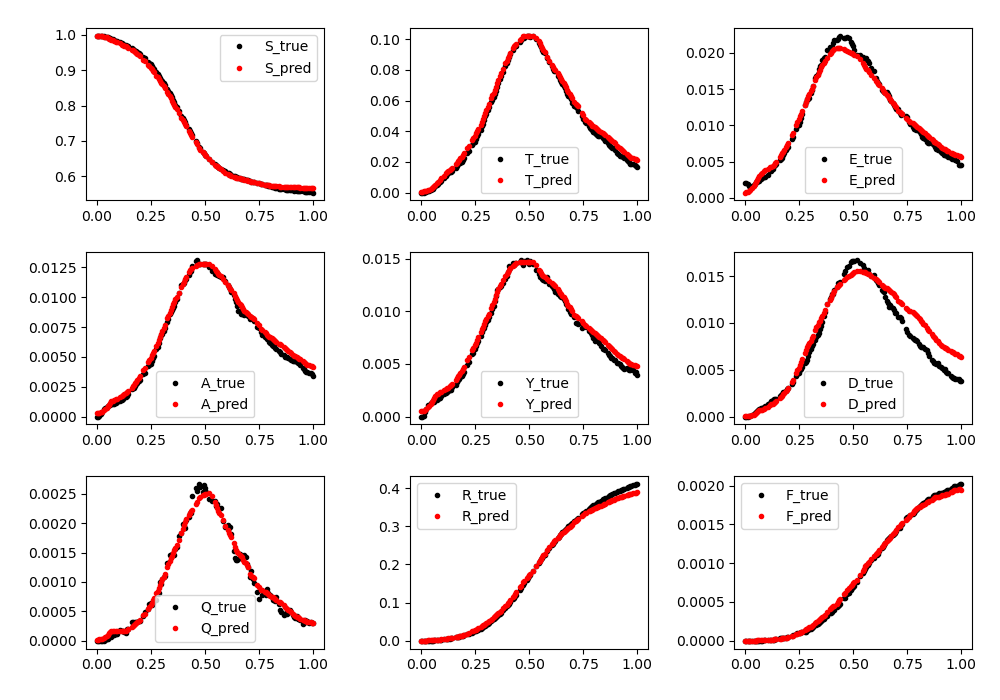 1.0
0.9
0.8
0.7
0.6
S_true
S_pred
0.00 0.25 0.50 0.75 1.00
0.10
0.08
0.06
0.04
0.02
0.00
T_true
T_pred
0.00 0.25 0.50 0.75 1.00
0.020
0.015
0.010
0.005
0.000
E_true
E_pred
0.00 0.25 0.50 0.75 1.00
0.0125
0.0100
0.0075
0.0050
0.0025
0.0000
A_true
A_pred
0.00 0.25 0.50 0.75 1.00
0.015
0.010
0.005
0.000
Y_true
Y_pred
0.00 0.25 0.50 0.75 1.00
0.015
0.010
0.005
0.000
D_true
D_pred
0.00 0.25 0.50 0.75 1.00
0.0025
0.0020
0.0015
0.0010
0.0005
0.0000
Q_true
Q_pred
0.00 0.25 0.50 0.75 1.00
0.4
0.3
0.2
0.1
0.0
R_true
R_pred
0.00 0.25 0.50 0.75 1.00
0.0020
0.0015
0.0010
0.0005
0.0000
F_true
F_pred
0.00 0.25 0.50 0.75 1.00